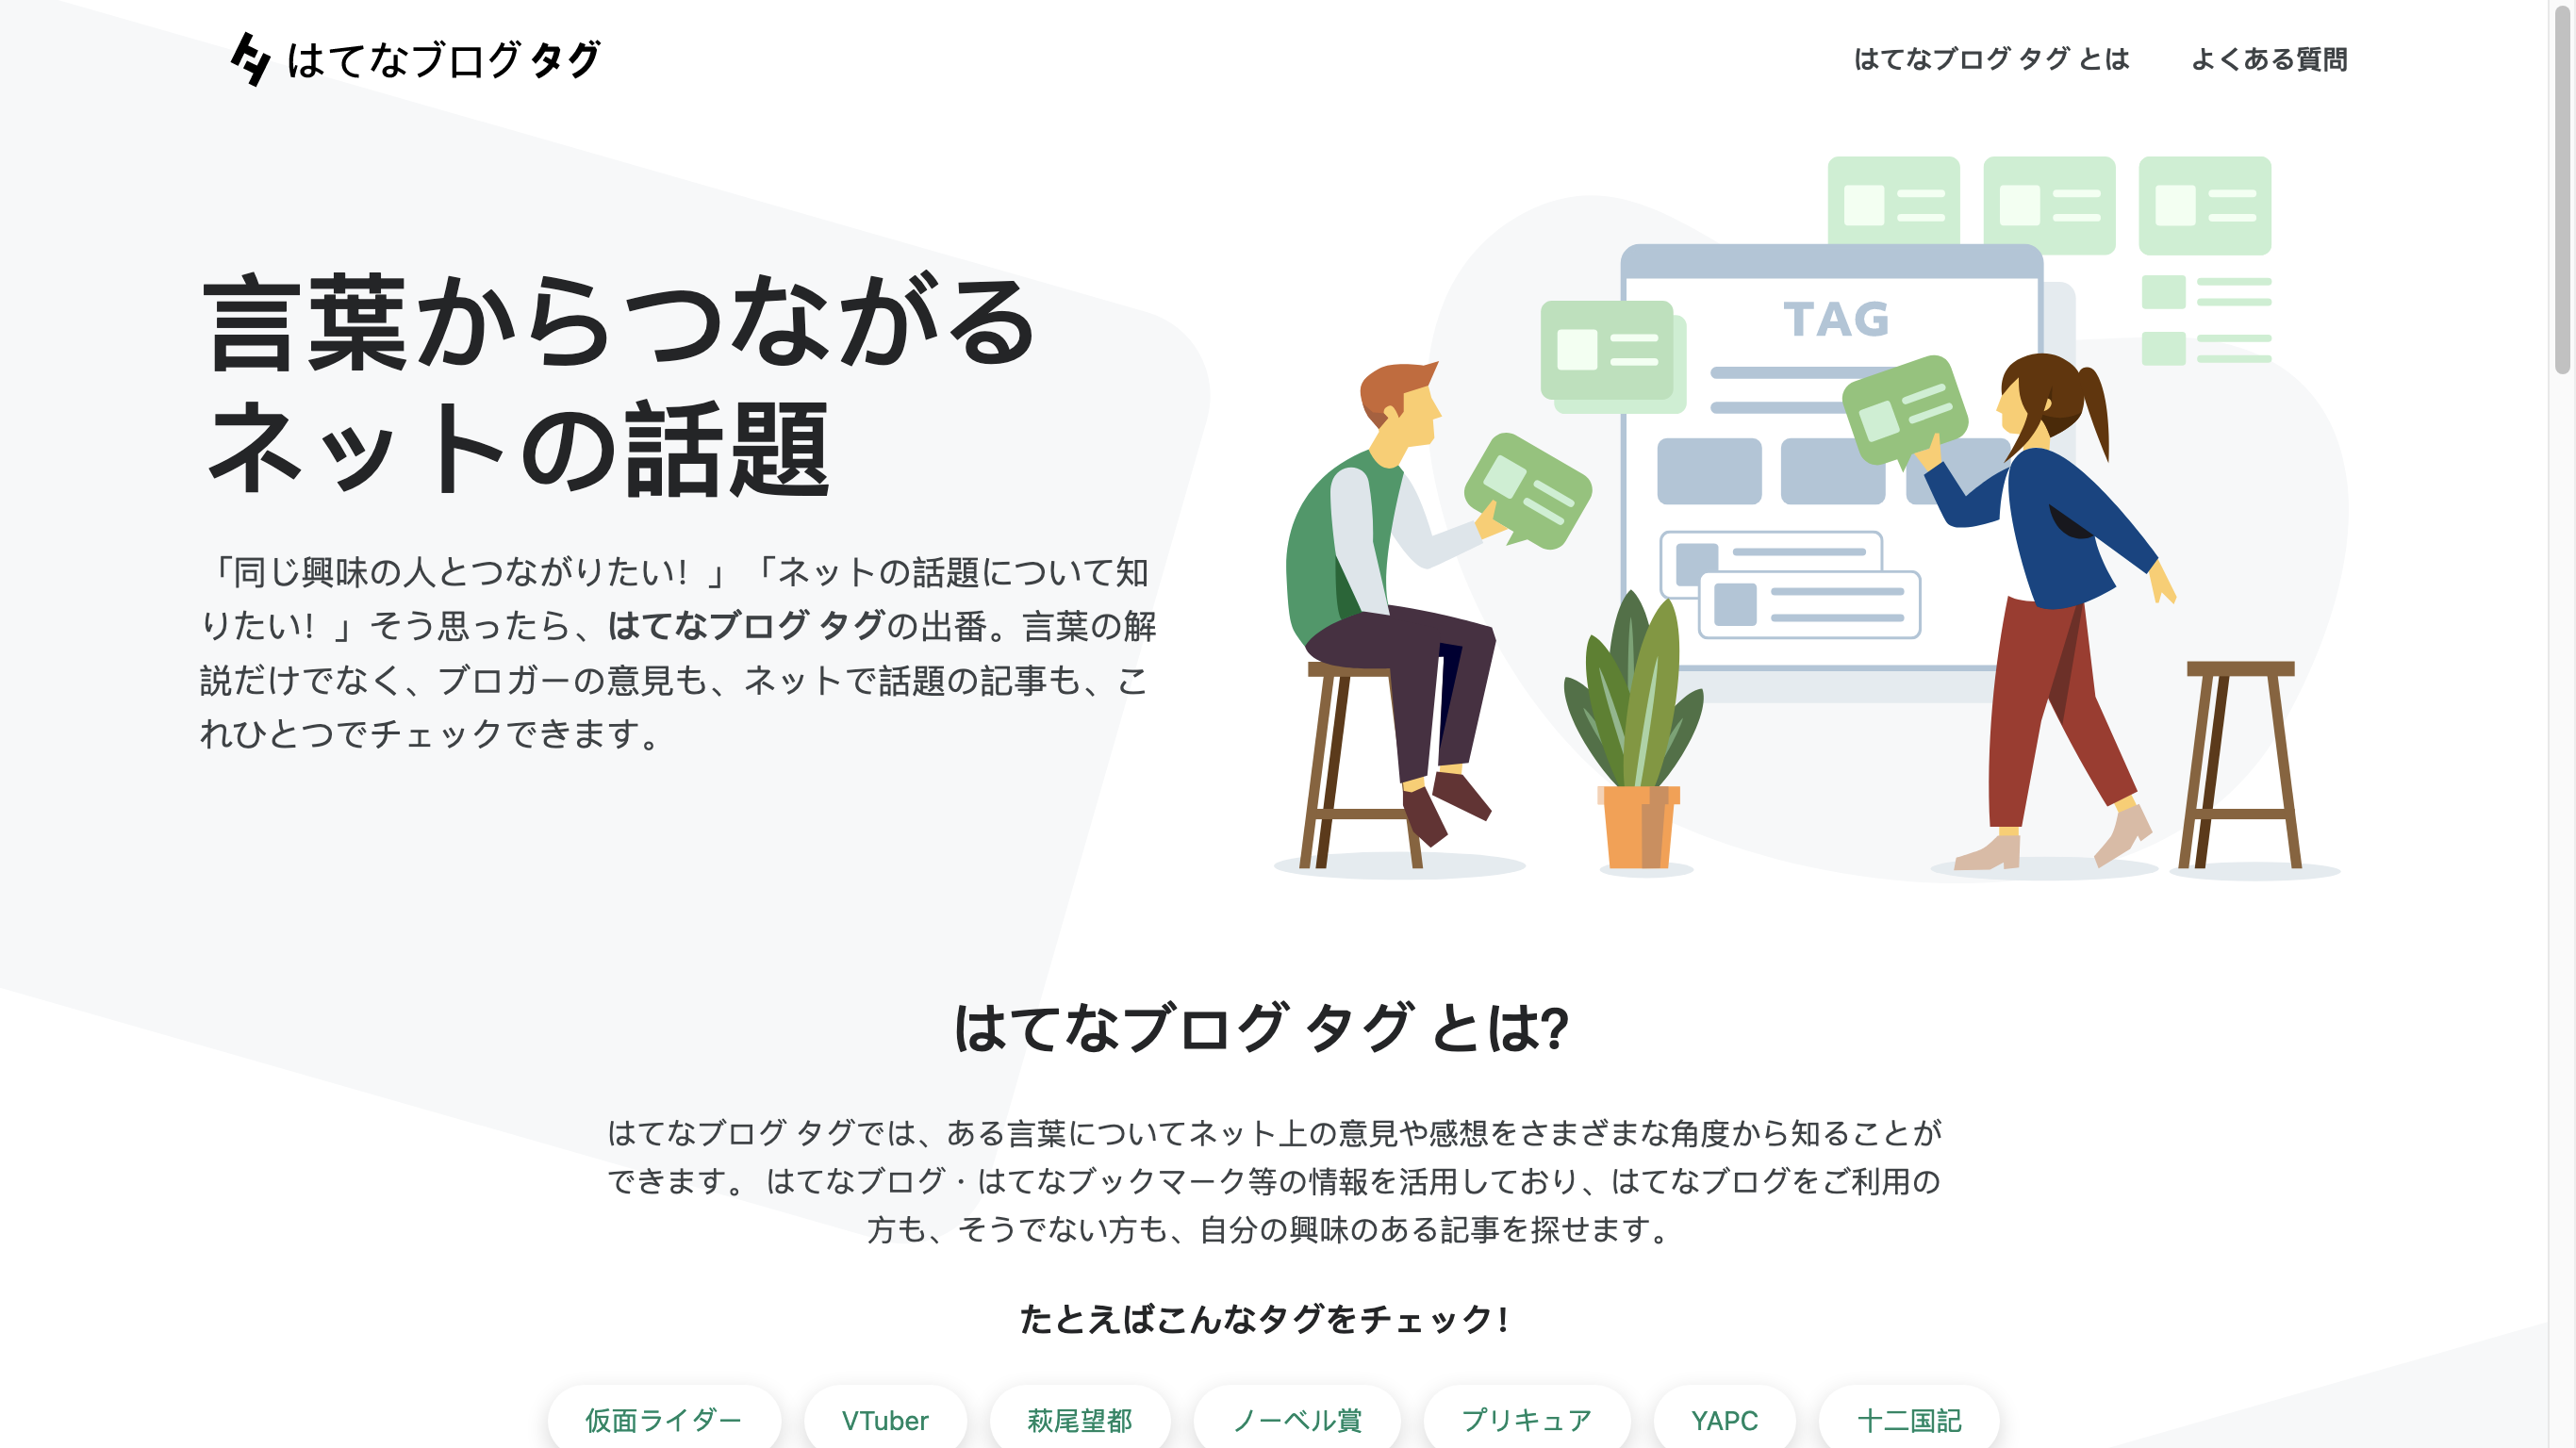 はてなブログ タグ
はてなブログ タグ とは
よくある質問
言葉からつながる
ネットの話題
「同じ興味の人とつながりたい！」「ネットの話題について知
りたい！」そう思ったら、はてなブログ タグの出番。言葉の解
説だけでなく、ブロガーの意見も、ネットで話題の記事も、こ
れひとつでチェックできます。
TAG
はてなブログ タグ とは?
はてなブログ タグでは、ある言葉についてネット上の意見や感想をさまざまな角度から知ることが
できます。 はてなブログ・はてなブックマーク等の情報を活用しており、はてなブログをご利用の
方も、そうでない方も、自分の興味のある記事を探せます。
たとえばこんなタグをチェック！
仮面ライダー
VTuber
萩尾望都
ノーベル賞
プリキュア
YAPC
十二国記